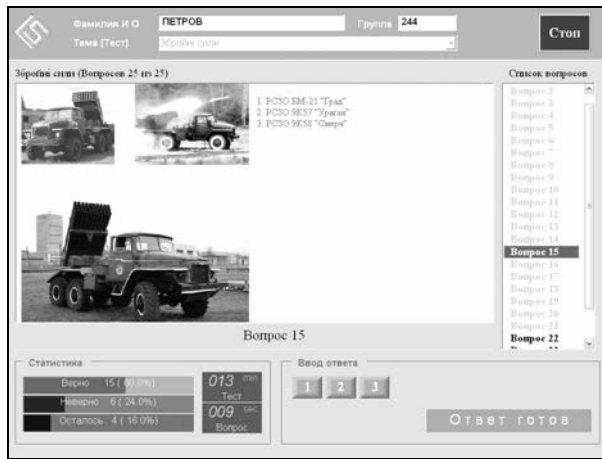 Фамилия И О
ПЕТРОВ
Группа
244
Тема (Тест)
Збройні сили
Стоп
Збройні сили (Вопросов 25 из 25)
Список вопросов
1. РСЗО БМ-21 "Град"
2. РСЗО 9К57 "Ураган"
3. РСЗО 9К58 "Смерч"
Вопрос 2
Вопрос 3
Вопрос 4
Вопрос 5
Вопрос 6
Вопрос 7
Вопрос 8
Вопрос 9
Вопрос 10
Вопрос 11
Вопрос 12
Вопрос 13
Вопрос 14
Вопрос 15
Вопрос 16
Вопрос 17
Вопрос 18
Вопрос 19
Вопрос 20
Вопрос 21
Вопрос 22
Вопрос 15
Статистика
Верно 15 ( 60.0%)
Неверно 6 ( 24.0%)
Осталось 4 ( 16.0%)
013 min
Тест
009 sec
Вопрос
Ввод ответа
1 2 3
Ответ готов